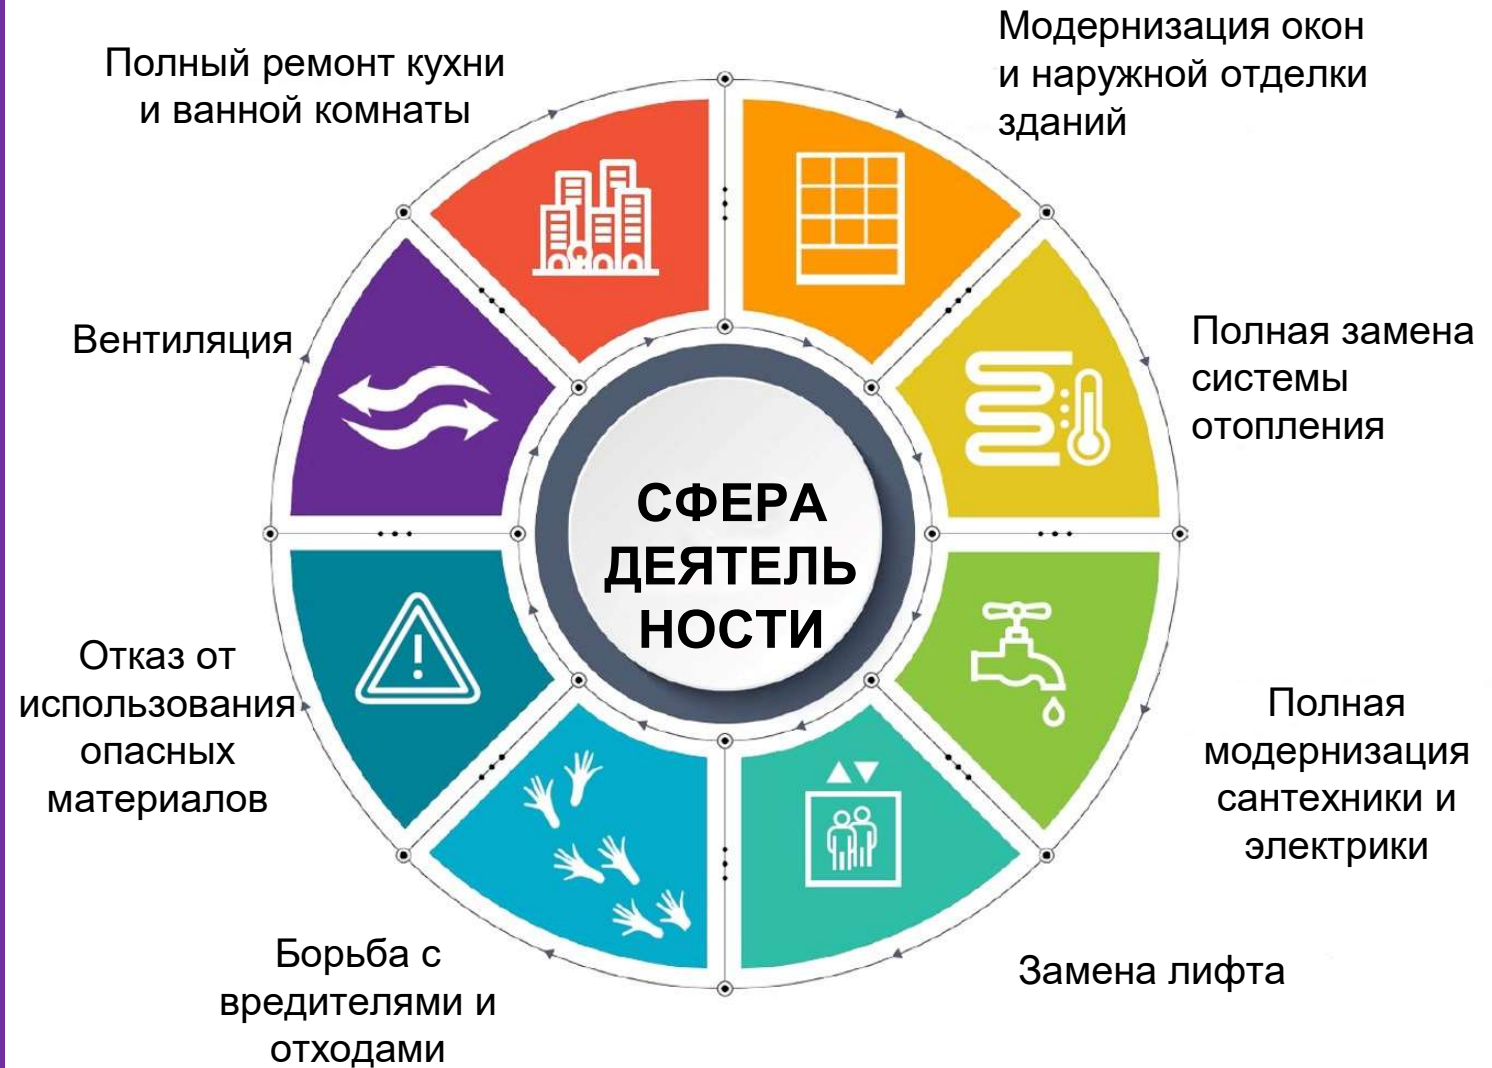 Полный ремонт кухни
и ванной комнаты
Модернизация окон
и наружной отделки
зданий
Вентиляция
Полная замена
системы
отопления
СФЕРА
ДЕЯТЕЛЬ
НОСТИ
Отказ от
использования
опасных
материалов
Полная
модернизация
сантехники и
электрики
Борьба с
вредителями и
отходами
Замена лифта